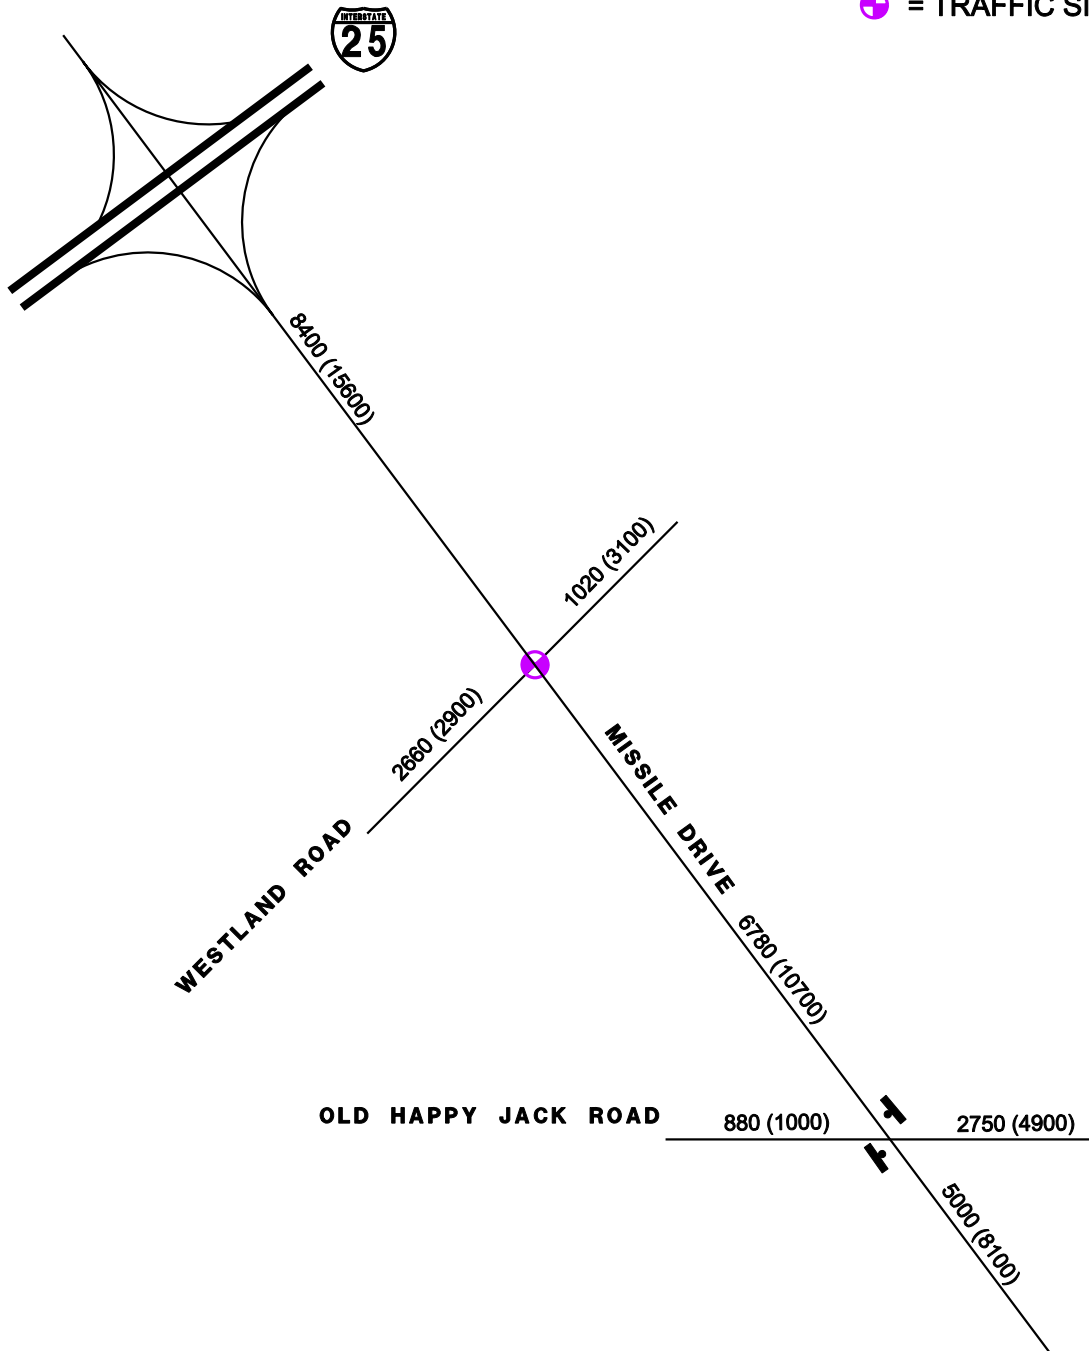 = TRAFFIC
INTERSTATE
25
8400 (15600)
1020 (3100)
2660 (2900)
MISSILE DRIVE
WESTLAND ROAD
6780 (10700)
OLD HAPPY JACK ROAD
880 (1000)
2750 (4900)
5000 (8100)